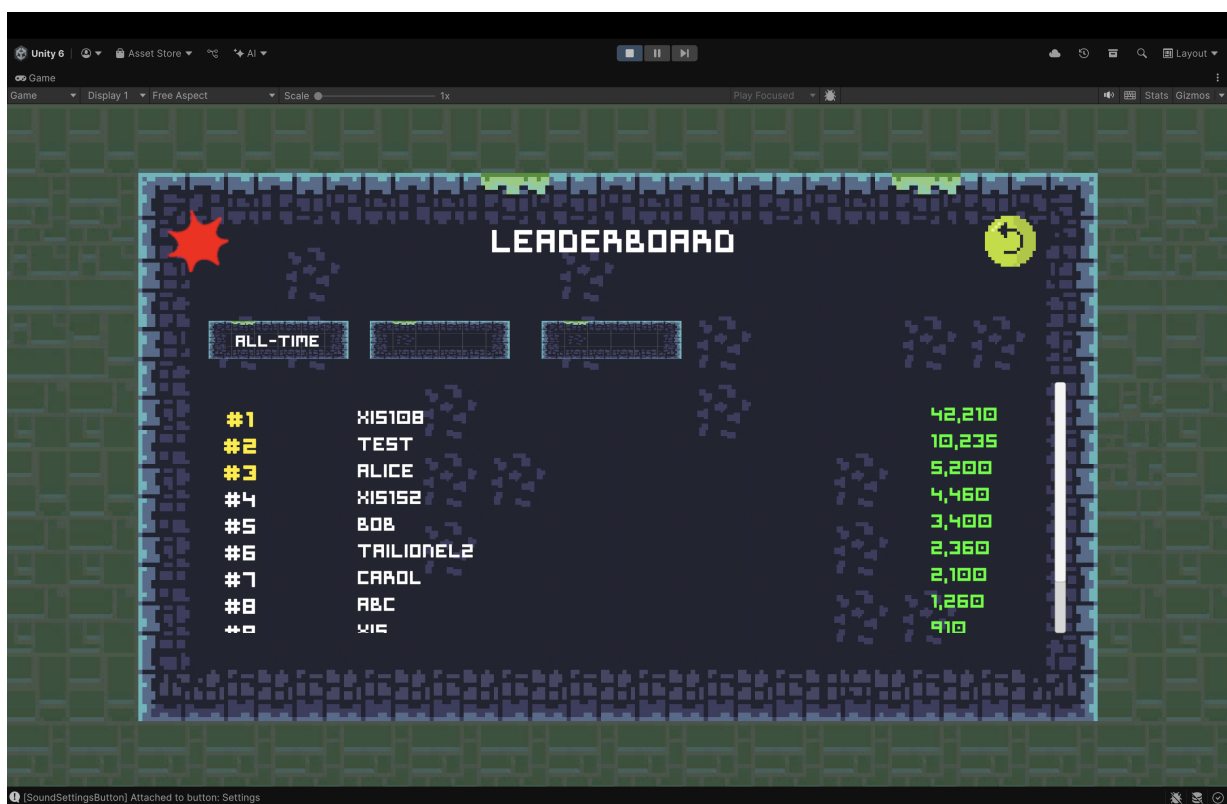 Unity 6 Asset Store AI Layout
Game
Game Display 1 Free Aspect Scale 1x Play Focused Stats Gizmos
LEADERBOARD
ALL-TIME
#1 XIS108 42,210
#2 TEST 10,235
#3 ALICE 5,200
#4 XIS152 4,460
#5 BOB 3,400
#6 TAILIONEL2 2,360
#7 CAROL 2,100
#8 ABC 1,260
XIS 910
[SoundSettingsButton] Attached to button: Settings